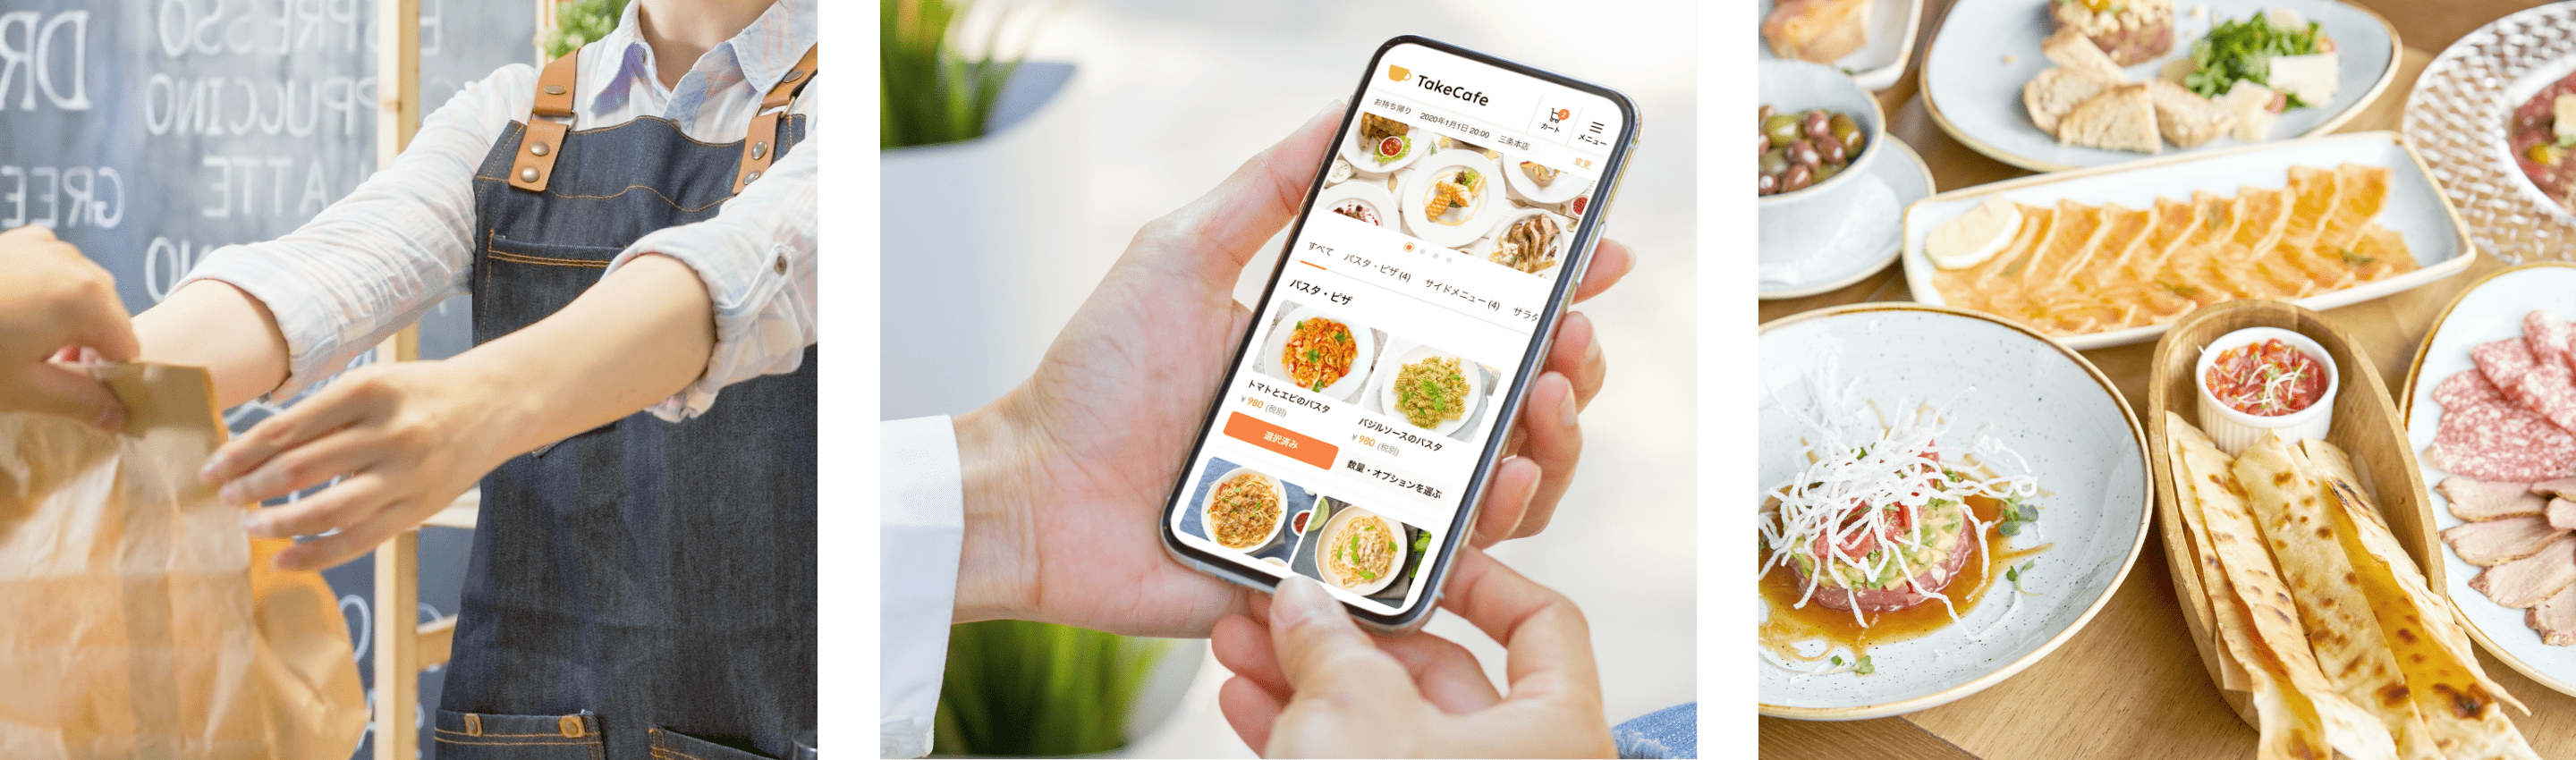 DR
ESPRESSO
PPUCCINO
LATTE
GREE
NO
TakeCafe
カート
メニュー
お持ち帰り 2020年1月1日 20:00 三条本店 変更
すべて パスタ・ピザ (4) サイドメニュー (4) サラダ
パスタ・ピザ
トマトとエビのパスタ
¥980 (税別)
選択済み
バジルソースのパスタ
¥980 (税別)
数量・オプションを選ぶ